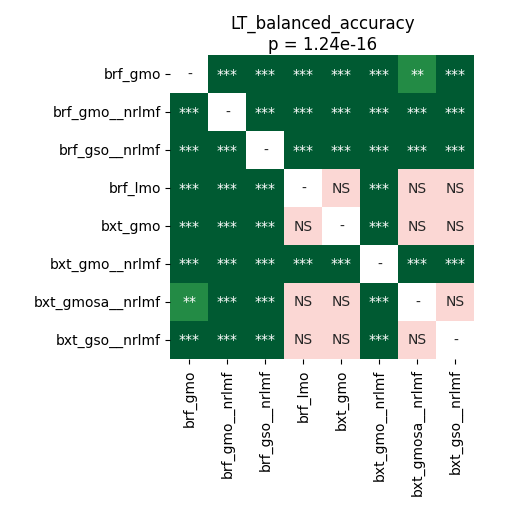 LT_balanced_accuracy
p = 1.24e-16
brf_gmo - *** *** *** *** *** ** ***
brf_gmo__nrlmf *** - *** *** *** *** *** ***
brf_gso__nrlmf *** *** - *** *** *** *** ***
brf_lmo *** *** *** - NS *** NS NS
bxt_gmo *** *** *** NS - *** NS NS
bxt_gmo__nrlmf *** *** *** *** *** - *** ***
bxt_gmosa__nrlmf ** *** *** NS NS *** - NS
bxt_gso__nrlmf *** *** *** NS NS *** NS -
brf_gmo
brf_gmo__nrlmf
brf_gso__nrlmf
brf_lmo
bxt_gmo
bxt_gmo__nrlmf
bxt_gmosa__nrlmf
bxt_gso__nrlmf